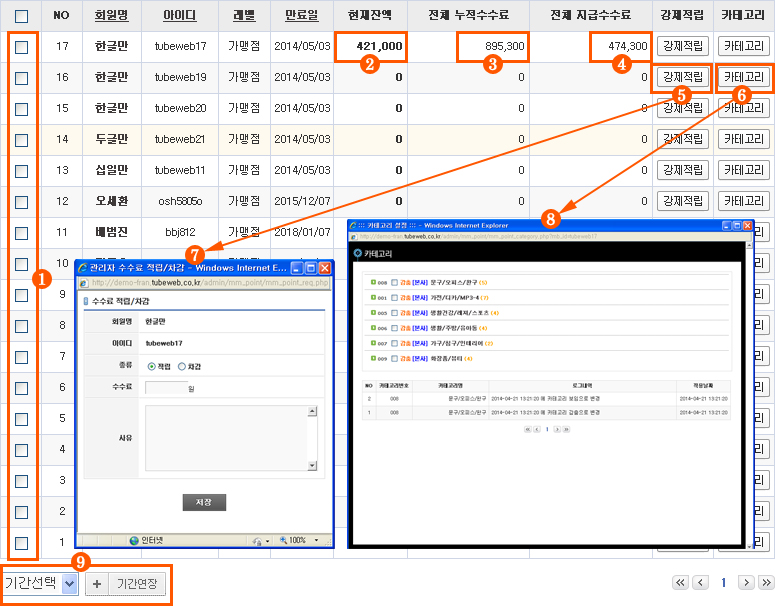 NO 회원명 아이디 레벨 만료일 현재잔액 전체 누적수수료 전체 지급수수료 강제적립 카테고리
17 한글만 tubeweb17 가맹점 2014/05/03 421,000 895,300 474,300 강제적립 카테고리
2 3 4
16 한글만 tubeweb19 가맹점 2014/05/03 0 0 0 강제적립 카테고리
5 6
15 한글만 tubeweb20 가맹점 2014/05/03 0 0 0 강제적립 카테고리
14 두글만 tubeweb21 가맹점 2014/05/03 0 0 0 강제적립 카테고리
13 십일만 tubeweb11 가맹점 2014/05/03 0 0 0 강제적립 카테고리
12 오세환 osh5805o 가맹점 2015/12/07 0 0 0 강제적립 카테고리
11 배범진 bbj812 가맹점 2018/01/07
10
9
8
7
6
5
4
3
2
1
1
7
관리자 수수료 적립/차감 - Windows Internet E...
http://demo-tran.tubeweb.co.kr/admin/mm_point/mm_point_req.php
수수료 적립/차감
회원명 한글만
아이디 tubeweb17
종류 적립 차감
수수료 원
사유
저장
인터넷 100%
8
::: 카테고리 설정 ::: - Windows Internet Explorer
http://demo-tran.tubeweb.co.kr/admin/mm_point/mm_point_category.php?mb_id=tubeweb17
카테고리
008 감춤 [본사] 문구/오피스/완구 (5)
001 감춤 [본사] 가전/디카/MP3-4 (7)
005 감춤 [본사] 생활건강/레저/스포츠 (4)
006 감춤 [본사] 생활/주방/유아동 (4)
007 감춤 [본사] 가구/침구/인테리어 (2)
009 감춤 [본사] 화장품/뷰티 (4)
NO 카테고리번호 카테고리명 로그내역 적용날짜
2 008 문구/오피스/완구 2014-04-21 13:21:20 에 카테고리 보임으로 변경 2014-04-21 13:21:20
1 008 문구/오피스/완구 2014-04-21 13:21:20 에 카테고리 감춤으로 변경 2014-04-21 13:21:20
1
9
기간선택 + 기간연장
1